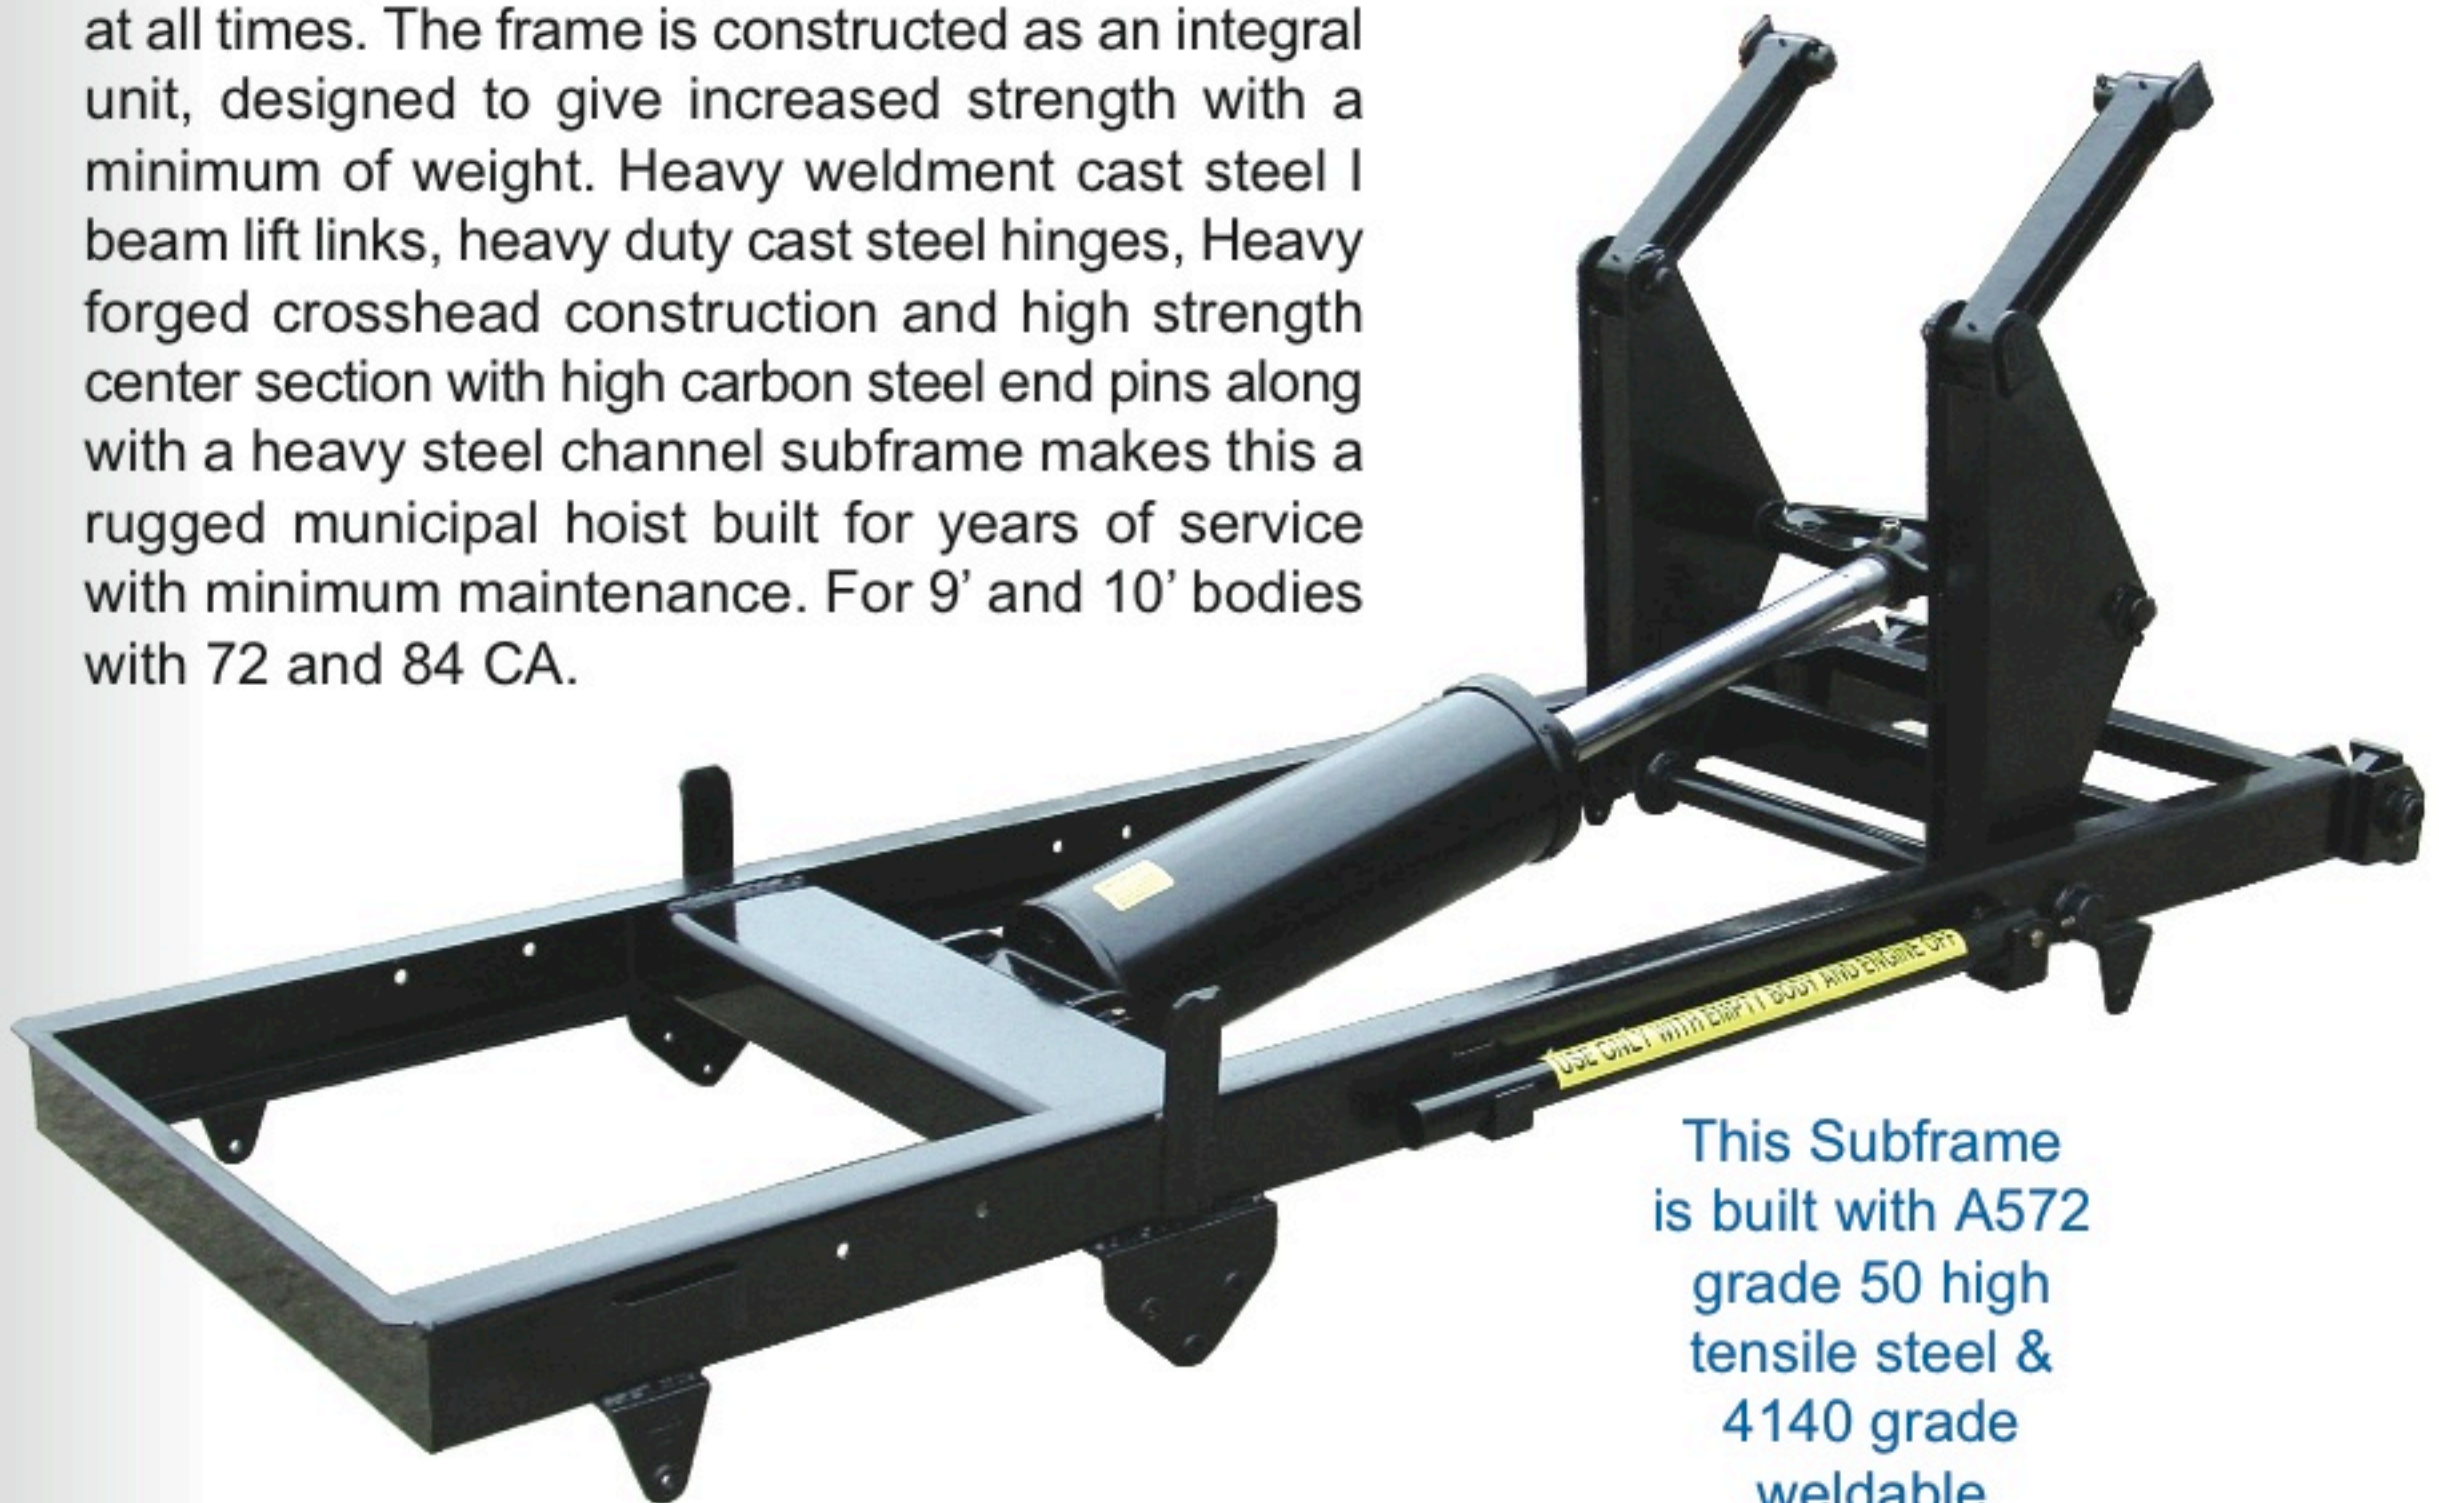 at all times. The frame is constructed as an integral
unit, designed to give increased strength with a
minimum of weight. Heavy weldment cast steel I
beam lift links, heavy duty cast steel hinges, Heavy
forged crosshead construction and high strength
center section with high carbon steel end pins along
with a heavy steel channel subframe makes this a
rugged municipal hoist built for years of service
with minimum maintenance. For 9’ and 10’ bodies
with 72 and 84 CA.
USE ONLY WITH EMPTY BODY AND ENGINE OFF
This Subframe
is built with A572
grade 50 high
tensile steel &
4140 grade
weldable